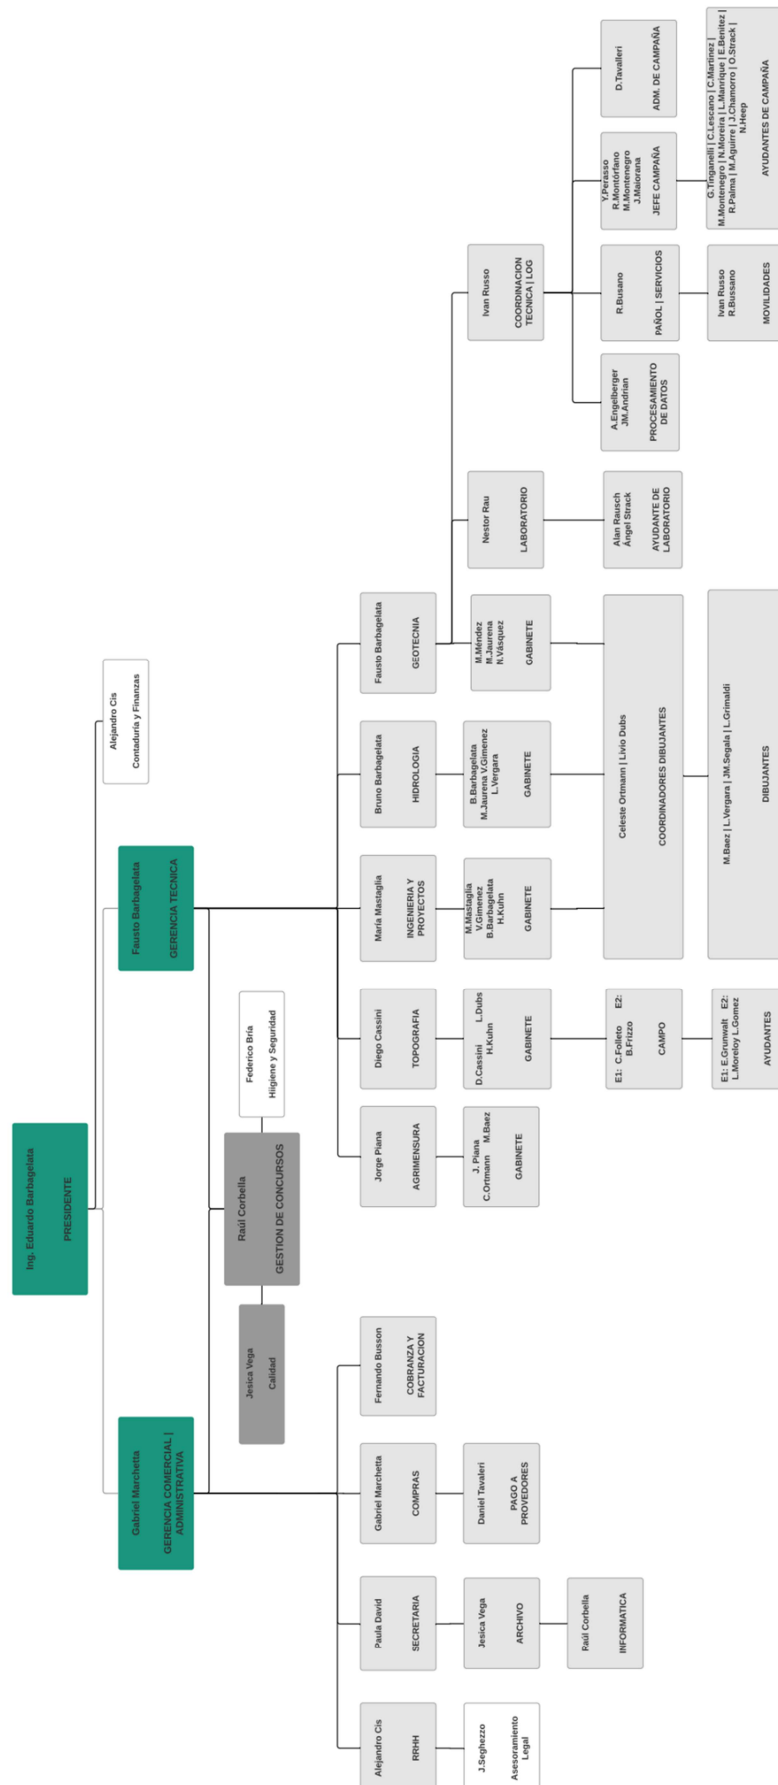 Ing. Eduardo Barbagelata
PRESIDENTE
Alejandro Cis
Contaduría y Finanzas
Gabriel Marchetta
GERENCIA COMERCIAL |
ADMINISTRATIVA
Fausto Barbagelata
GERENCIA TECNICA
Jesica Vega
Calidad
Raúl Corbella
GESTION DE CONCURSOS
Federico Bría
Hiigiene y Seguridad
Alejandro Cis
RRHH
Paula David
SECRETARIA
Gabriel Marchetta
COMPRAS
Fernando Busson
COBRANZA Y
FACTURACION
Jorge Piana
AGRIMENSURA
Diego Cassini
TOPOGRAFIA
María Mastaglia
INGENIERIA Y
PROYECTOS
Bruno Barbagelata
HIDROLOGIA
Fausto Barbagelata
GEOTECNIA
J.Seghezzo
Asesoramiento
Legal
Jesica Vega
ARCHIVO
Daniel Tavaleri
PAGO A
PROVEDORES
J. Piana
C.Ortmann M.Baez
GABINETE
D.Cassini L.Dubs
H.Kuhn
GABINETE
M.Mastaglia
V.Gimenez
B.Barbagelata
H.Kuhn
GABINETE
B.Barbagelata
M.Jaurena V.Gimenez
L.Vergara
GABINETE
M.Méndez
M.Jaurena
N.Vásquez
GABINETE
Nestor Rau
LABORATORIO
Ivan Russo
COORDINACION
TECNICA | LOG
Raúl Corbella
INFORMATICA
E1: C.Folleto E2:
B.Frizzo
CAMPO
Celeste Ortmann | Livio Dubs
COORDINADORES DIBUJANTES
Alan Rausch
Ángel Strack
AYUDANTE DE
LABORATORIO
A.Engelberger
JM.Andrian
PROCESAMIENTO
DE DATOS
R.Busano
PAÑOL | SERVICIOS
Y.Perasso
R.Montórfano
M.Montenegro
J.Maiorana
JEFE CAMPAÑA
D.Tavalleri
ADM. DE CAMPAÑA
E1: E.Grunwalt E2:
L.Moreloy L.Gomez
AYUDANTES
M.Baez | L.Vergara | JM.Segala | L.Grimaldi
DIBUJANTES
Ivan Russo
R.Bussano
MOVILIDADES
G.Tinganelli | C.Lescano | C.Martinez |
M.Montenegro | N.Moreira | L.Manrique | E.Benitez |
R.Palma | M.Aguirre | J.Chamorro | O.Strack |
N.Heep
AYUDANTES DE CAMPAÑA